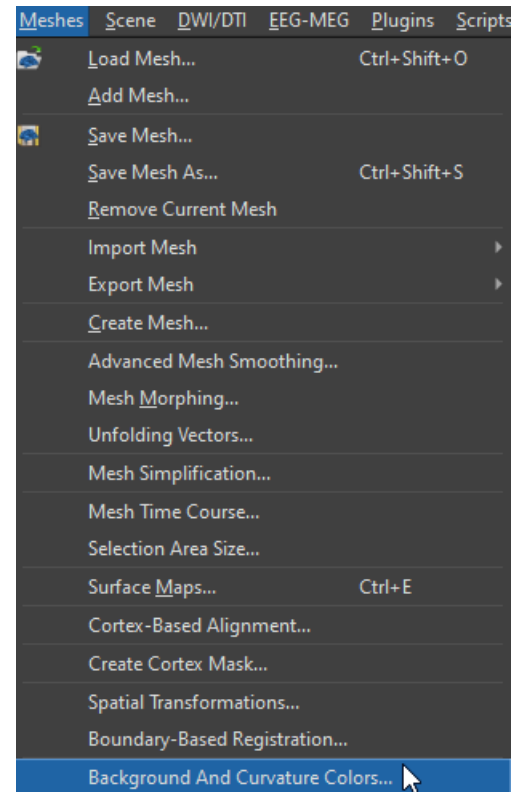 Meshes Scene DWI/DTI EEG-MEG Plugins Scripts
Load Mesh... Ctrl+Shift+O
Add Mesh...
Save Mesh...
Save Mesh As... Ctrl+Shift+S
Remove Current Mesh
Import Mesh
Export Mesh
Create Mesh...
Advanced Mesh Smoothing...
Mesh Morphing...
Unfolding Vectors...
Mesh Simplification...
Mesh Time Course...
Selection Area Size...
Surface Maps... Ctrl+E
Cortex-Based Alignment...
Create Cortex Mask...
Spatial Transformations...
Boundary-Based Registration...
Background And Curvature Colors...